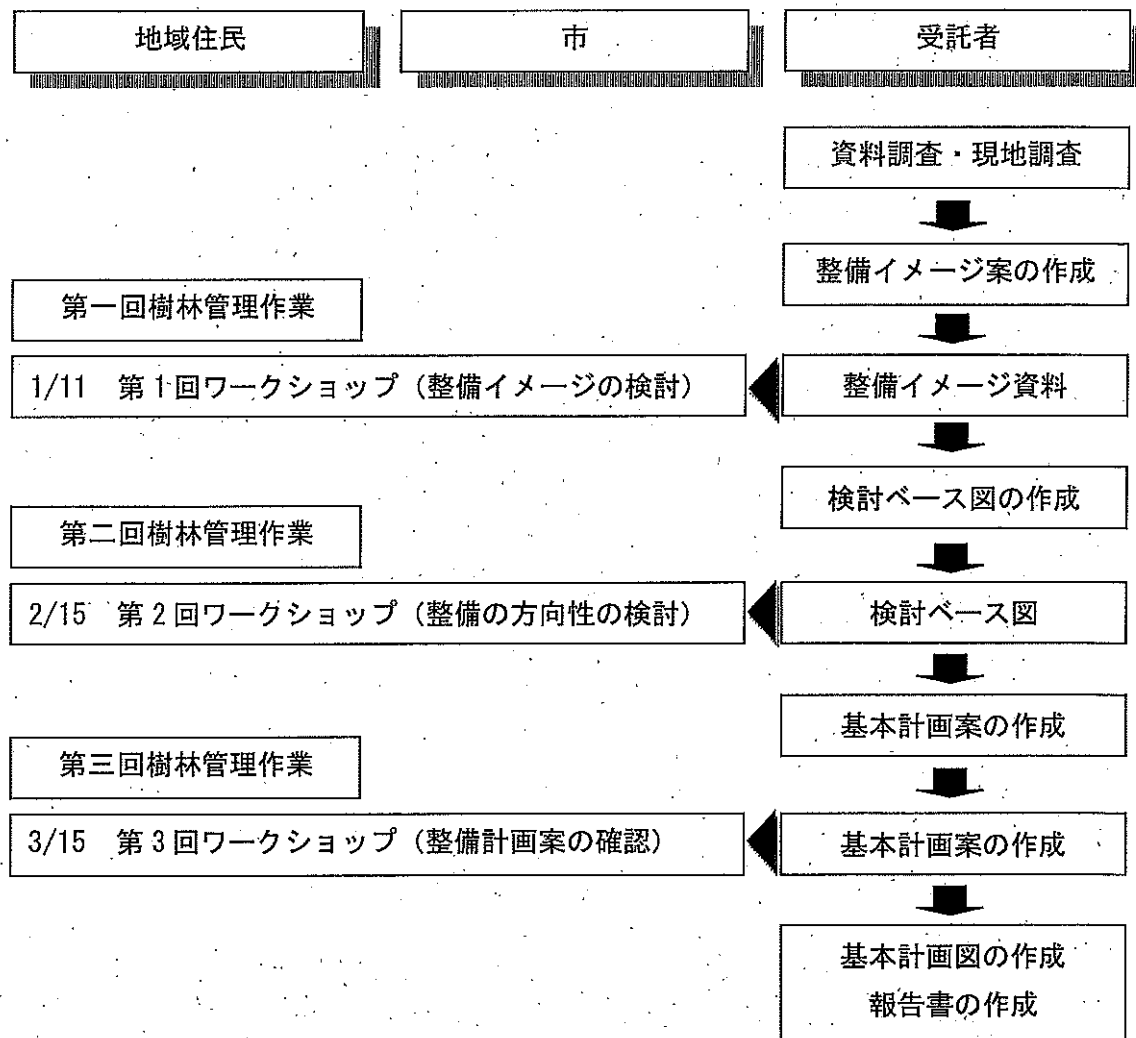 地域住民
市
受託者
資料調査・現地調査
整備イメージ案の作成
第一回樹林管理作業
1/11 第1回ワークショップ（整備イメージの検討）
整備イメージ資料
検討ベース図の作成
第二回樹林管理作業
2/15 第2回ワークショップ（整備の方向性の検討）
検討ベース図
基本計画案の作成
第三回樹林管理作業
3/15 第3回ワークショップ（整備計画案の確認）
基本計画案の作成
基本計画図の作成
報告書の作成